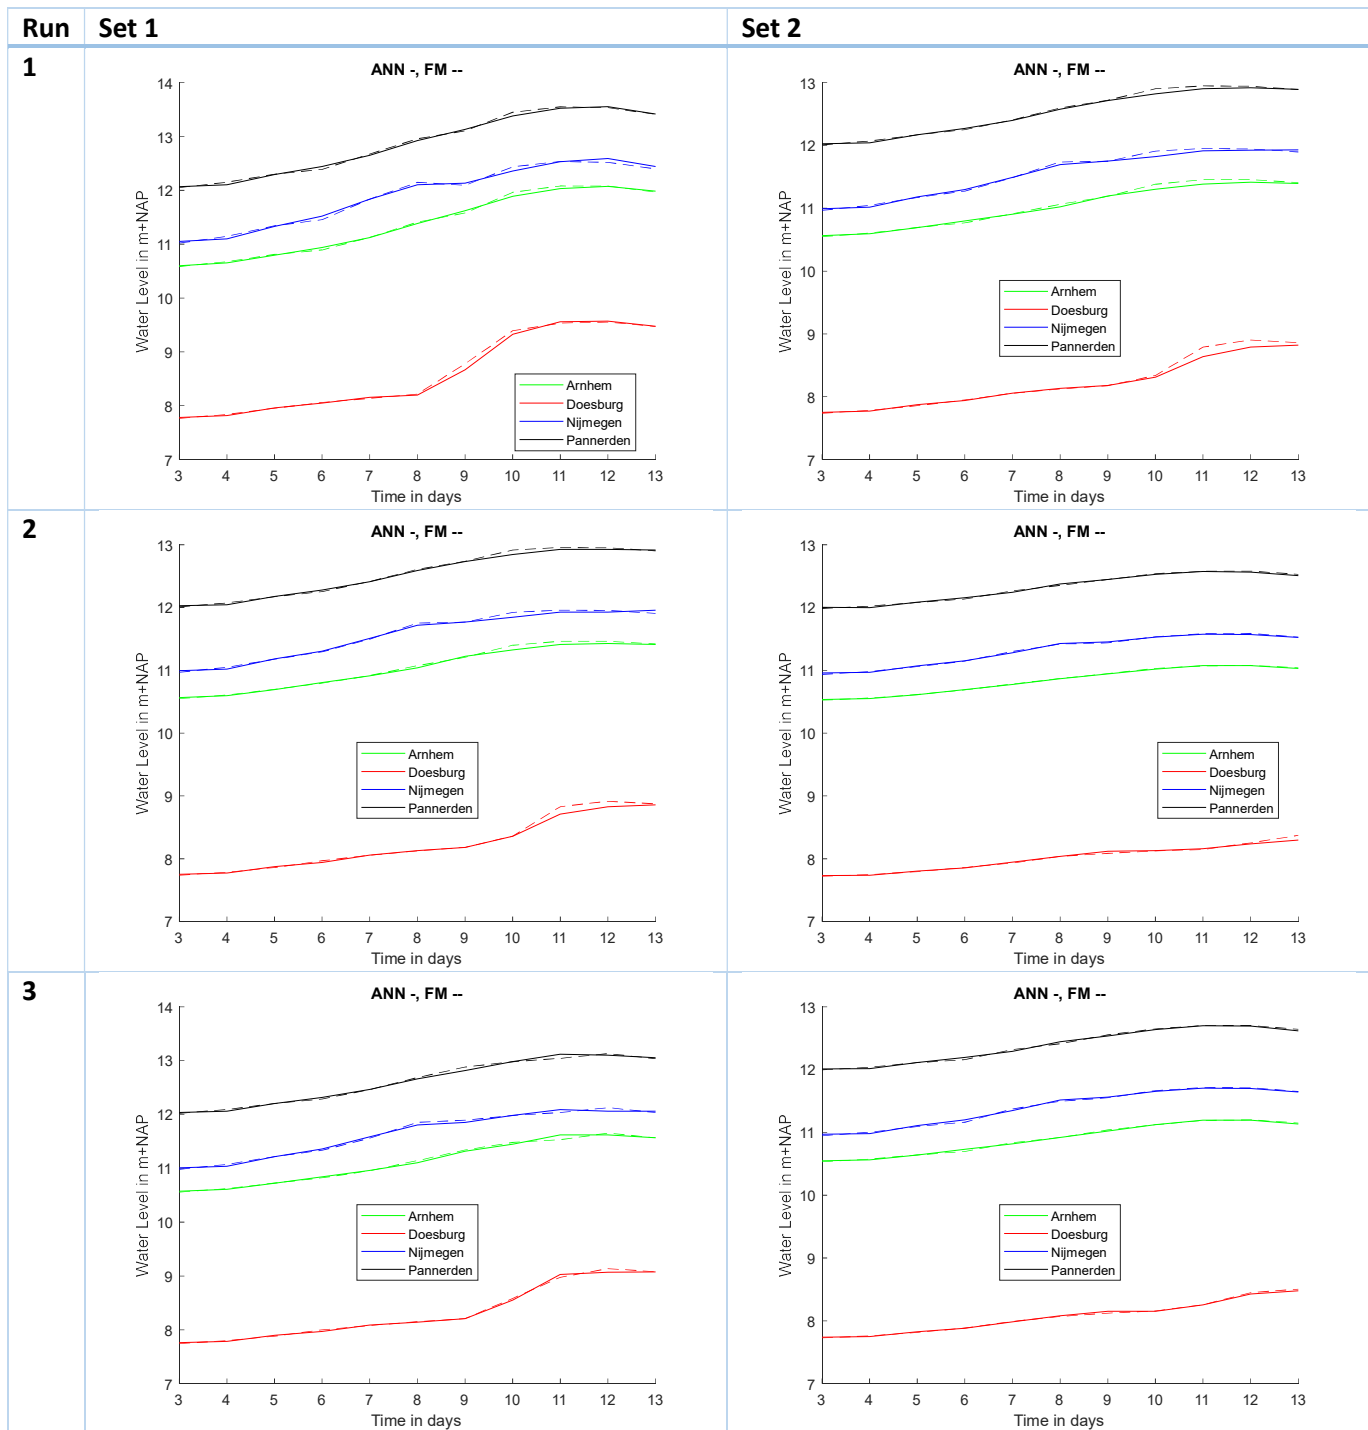 Run Set 1 Set 2
1
ANN -, FM --
14
13
12
11
10
9
8
7
3 4 5 6 7 8 9 10 11 12 13
Water Level in m+NAP
Time in days
Arnhem
Doesburg
Nijmegen
Pannerden
ANN -, FM --
13
12
11
10
9
8
7
3 4 5 6 7 8 9 10 11 12 13
Water Level in m+NAP
Time in days
Arnhem
Doesburg
Nijmegen
Pannerden
2
ANN -, FM --
13
12
11
10
9
8
7
3 4 5 6 7 8 9 10 11 12 13
Water Level in m+NAP
Time in days
Arnhem
Doesburg
Nijmegen
Pannerden
ANN -, FM --
13
12
11
10
9
8
7
3 4 5 6 7 8 9 10 11 12 13
Water Level in m+NAP
Time in days
Arnhem
Doesburg
Nijmegen
Pannerden
3
ANN -, FM --
14
13
12
11
10
9
8
7
3 4 5 6 7 8 9 10 11 12 13
Water Level in m+NAP
Time in days
Arnhem
Doesburg
Nijmegen
Pannerden
ANN -, FM --
13
12
11
10
9
8
7
3 4 5 6 7 8 9 10 11 12 13
Water Level in m+NAP
Time in days
Arnhem
Doesburg
Nijmegen
Pannerden